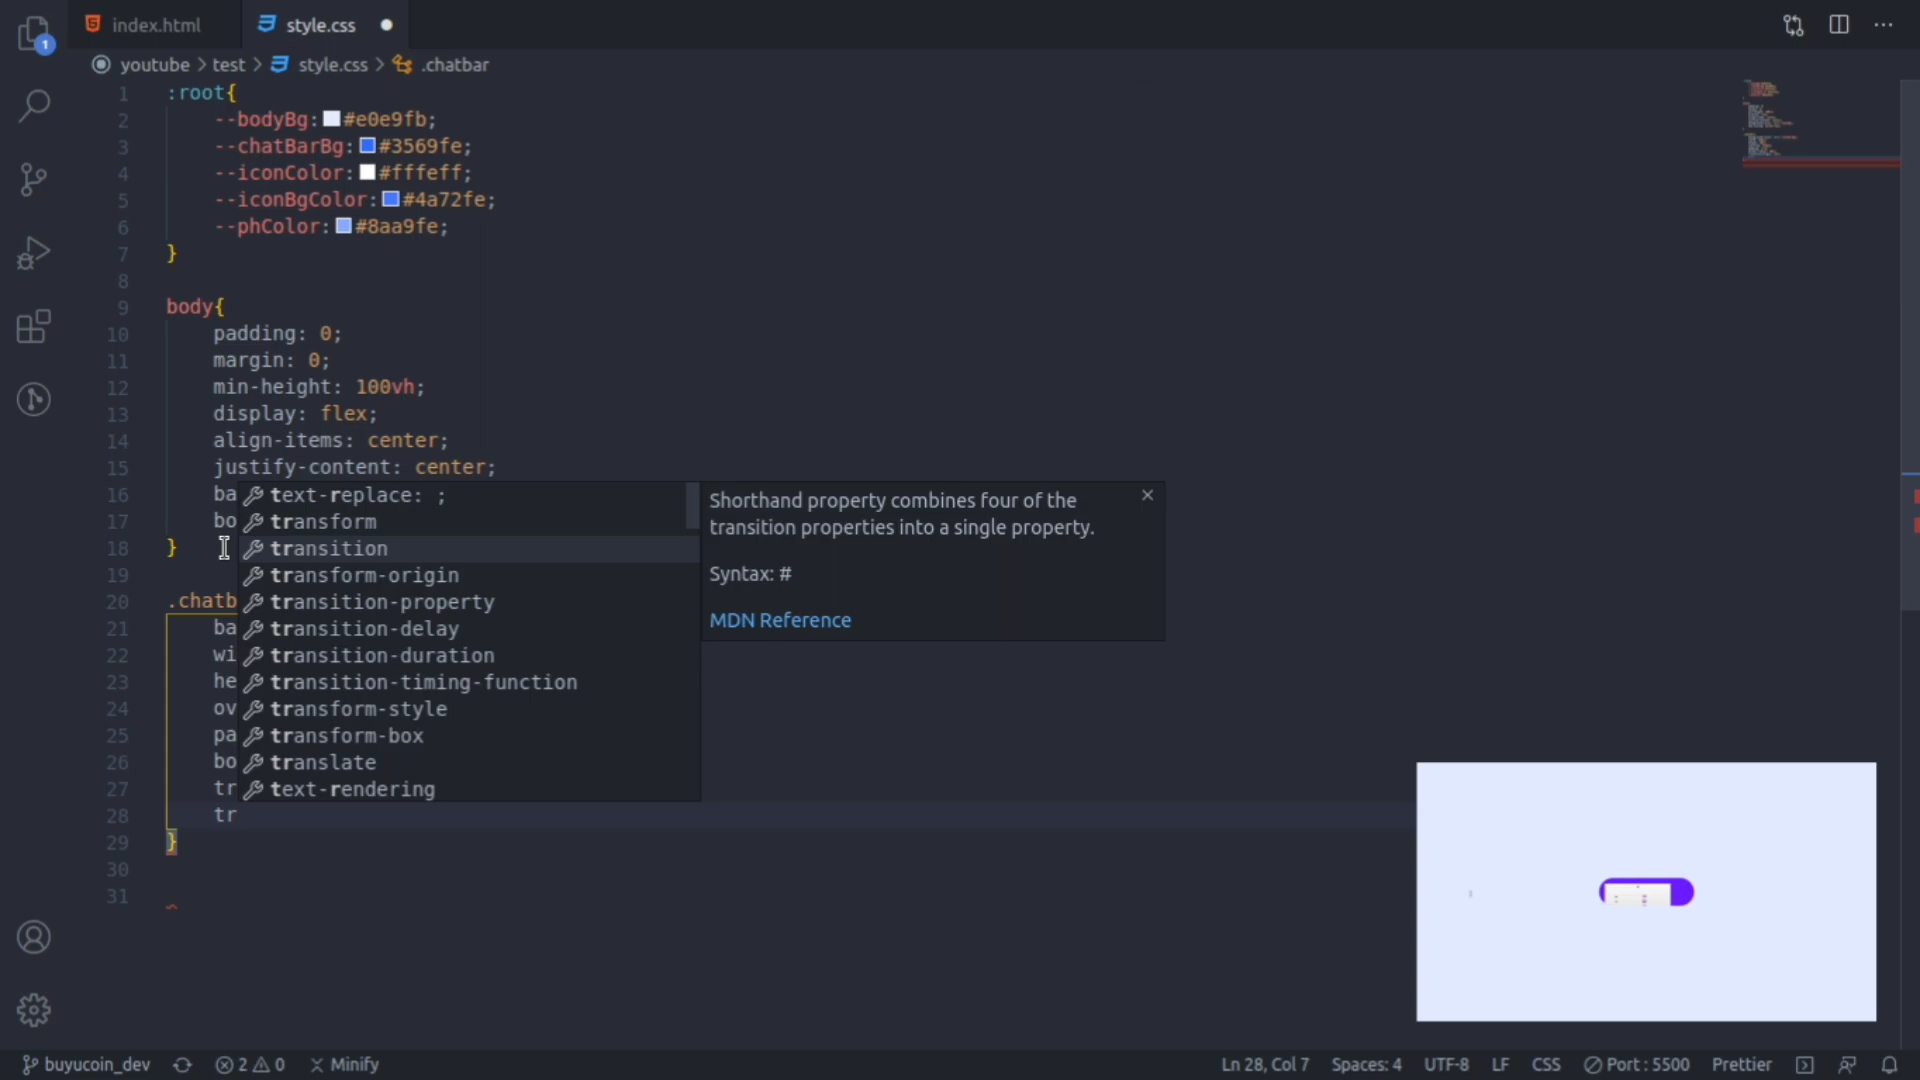 index.html
style.css
youtube > test > style.css > .chatbar
1 :root{
2 --bodyBg: #e0e9fb;
3 --chatBarBg: #3569fe;
4 --iconColor: #fffeff;
5 --iconBgColor: #4a72fe;
6 --phColor: #8aa9fe;
7 }
8
9 body{
10 padding: 0;
11 margin: 0;
12 min-height: 100vh;
13 display: flex;
14 align-items: center;
15 justify-content: center;
16 ba
17 bo
18 }
19
20 .chatb
21 ba
22 wi
23 he
24 ov
25 pa
26 bo
27 tr
28 tr
29 }
30
31
text-replace: ;
transform
transition
transform-origin
transition-property
transition-delay
transition-duration
transition-timing-function
transform-style
transform-box
translate
text-rendering
Shorthand property combines four of the
transition properties into a single property.
Syntax: #
MDN Reference
1
buyucoin_dev 2 0 Minify Ln 28, Col 7 Spaces: 4 UTF-8 LF CSS Port : 5500 Prettier